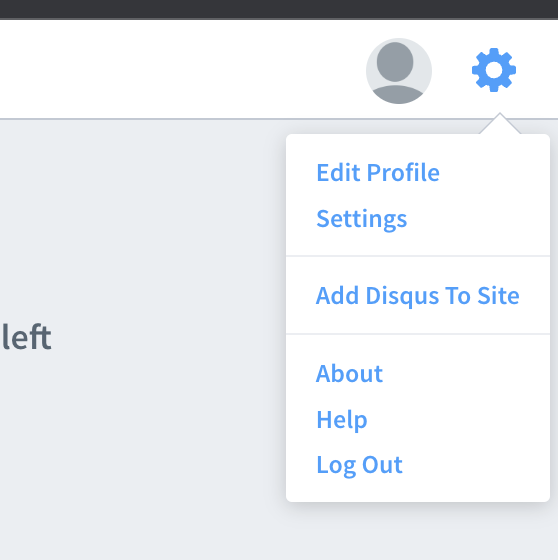 Edit Profile
Settings
Add Disqus To Site
left
About
Help
Log Out